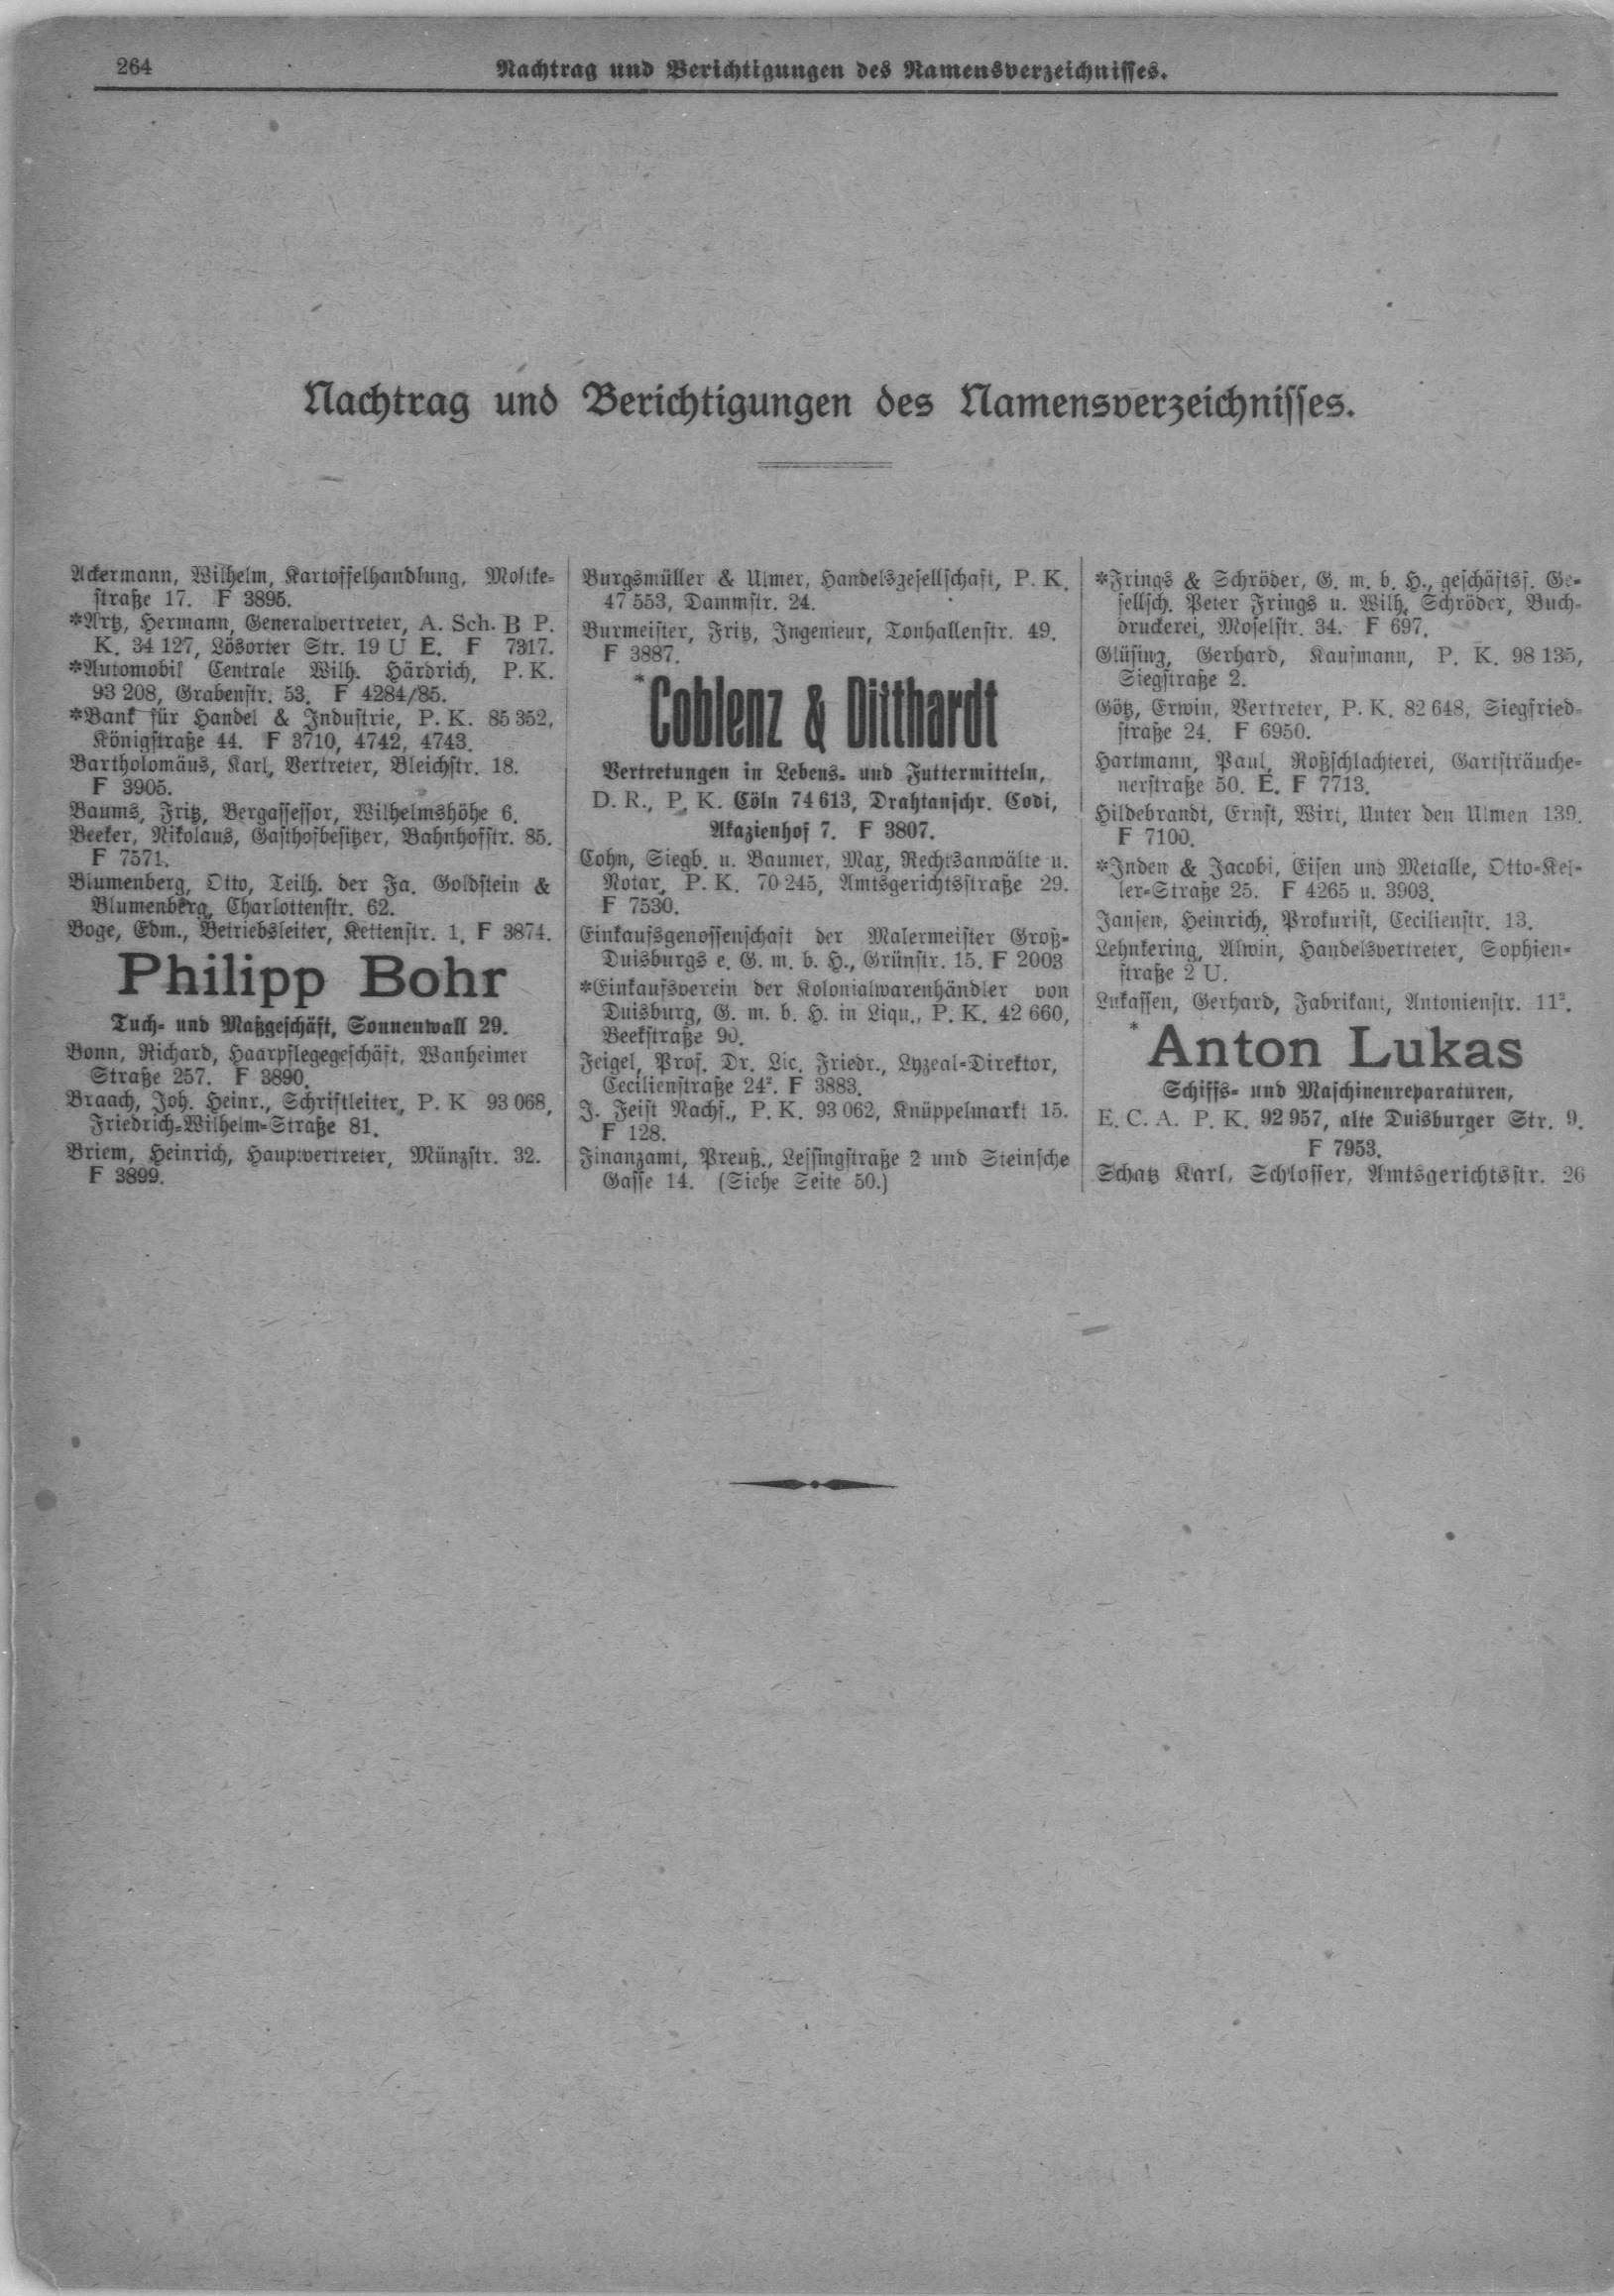 264
Nachtrag und Berichtigungen des Namensverzeichnisses.
Nachtrag und Berichtigungen des Namensverzeichnisses.
Ackermann, Wilhelm, Kartoffelhandlung, Moltke-
straße 17. F 3895.
*Artz, Hermann, Generalvertreter, A. Sch. B P.
K. 34 127, Lösorter Str. 19 U E. F 7317.
*Automobil Centrale Wilh. Härdrich, P. K.
93 208, Grabenstr. 53. F 4284/85.
*Bank für Handel & Industrie, P. K. 85 352,
Königstraße 44. F 3710, 4742, 4743.
Bartholomäus, Karl, Vertreter, Bleichstr. 18.
F 3905.
Baums, Fritz, Bergassessor, Wilhelmshöhe 6.
Beeker, Nikolaus, Gasthofbesitzer, Bahnhofstr. 85.
F 7571.
Blumenberg, Otto, Teilh. der Fa. Goldstein &
Blumenberg, Charlottenstr. 62.
Boge, Edm., Betriebsleiter, Kettenstr. 1. F 3874.
Philipp Bohr
Tuch- und Maßgeschäft, Sonnenwall 29.
Bonn, Richard, Haarpflegegeschäft, Wanheimer
Straße 257. F 3890.
Braach, Joh. Heinr., Schriftleiter, P. K 93 068,
Friedrich-Wilhelm-Straße 81.
Briem, Heinrich, Hauptvertreter, Münzstr. 32.
F 3899.
Burgsmüller & Ulmer, Handelsgesellschaft, P. K.
47 553, Dammstr. 24.
Burmeister, Fritz, Ingenieur, Tonhallenstr. 49.
F 3887.
*Coblenz & Ditthardt
Vertretungen in Lebens- und Futtermitteln,
D. R., P. K. Cöln 74 613, Drahtanschr. Codi,
Akazienhof 7. F 3807.
Cohn, Siegb. u. Baumer, Max, Rechtsanwälte u.
Notar, P. K. 70 245, Amtsgerichtsstraße 29.
F 7530.
Einkaufsgenossenschaft der Malermeister Groß-
Duisburgs e. G. m. b. H., Grünstr. 15. F 2003
*Einkaufsverein der Kolonialwarenhändler von
Duisburg, G. m. b. H. in Liqu., P. K. 42 660,
Beekstraße 90.
Feigel, Prof. Dr. Lic. Friedr., Lyzeal-Direktor,
Cecilienstraße 24². F 3883.
J. Feist Nachf., P. K. 93 062, Knüppelmarkt 15.
F 128.
Finanzamt, Preuß., Lessingstraße 2 und Steinsche
Gasse 14. (Siehe Seite 50.)
*Frings & Schröder, G. m. b. H., geschäftsf. Ge-
sellsch. Peter Frings u. Wilh. Schröder, Buch-
druckerei, Moselstr. 34. F 697.
Glüsing, Gerhard, Kaufmann, P. K. 98 135,
Siegstraße 2.
Götz, Erwin, Vertreter, P. K. 82 648, Siegfried-
straße 24. F 6950.
Hartmann, Paul, Roßschlachterei, Gartsträuche-
nerstraße 50. E. F 7713.
Hildebrandt, Ernst, Wirt, Unter den Ulmen 139.
F 7100.
*Inden & Jacobi, Eisen und Metalle, Otto-Kel-
ler-Straße 25. F 4265 u. 3903.
Jansen, Heinrich, Prokurist, Cecilienstr. 13.
Lehnkering, Alwin, Handelsvertreter, Sophien-
straße 2 U.
Lukassen, Gerhard, Fabrikant, Antonienstr. 11².
*Anton Lukas
Schiffs- und Maschinenreparaturen,
E. C. A. P. K. 92 957, alte Duisburger Str. 9.
F 7953.
Schatz Karl, Schlosser, Amtsgerichtsstr. 26